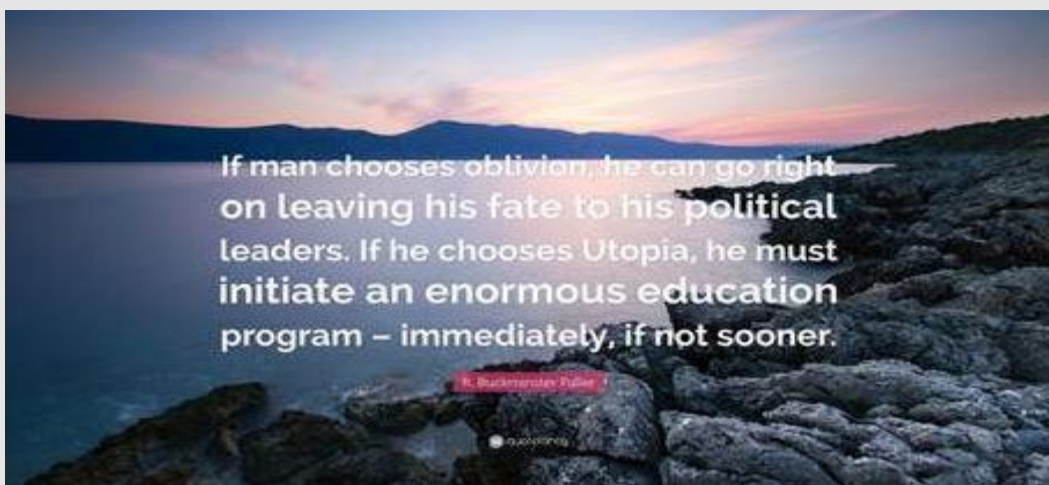 If man chooses oblivion, he can go right
on leaving his fate to his political
leaders. If he chooses Utopia, he must
initiate an enormous education
program – immediately, if not sooner.
R. Buckminster Fuller
quotefancy